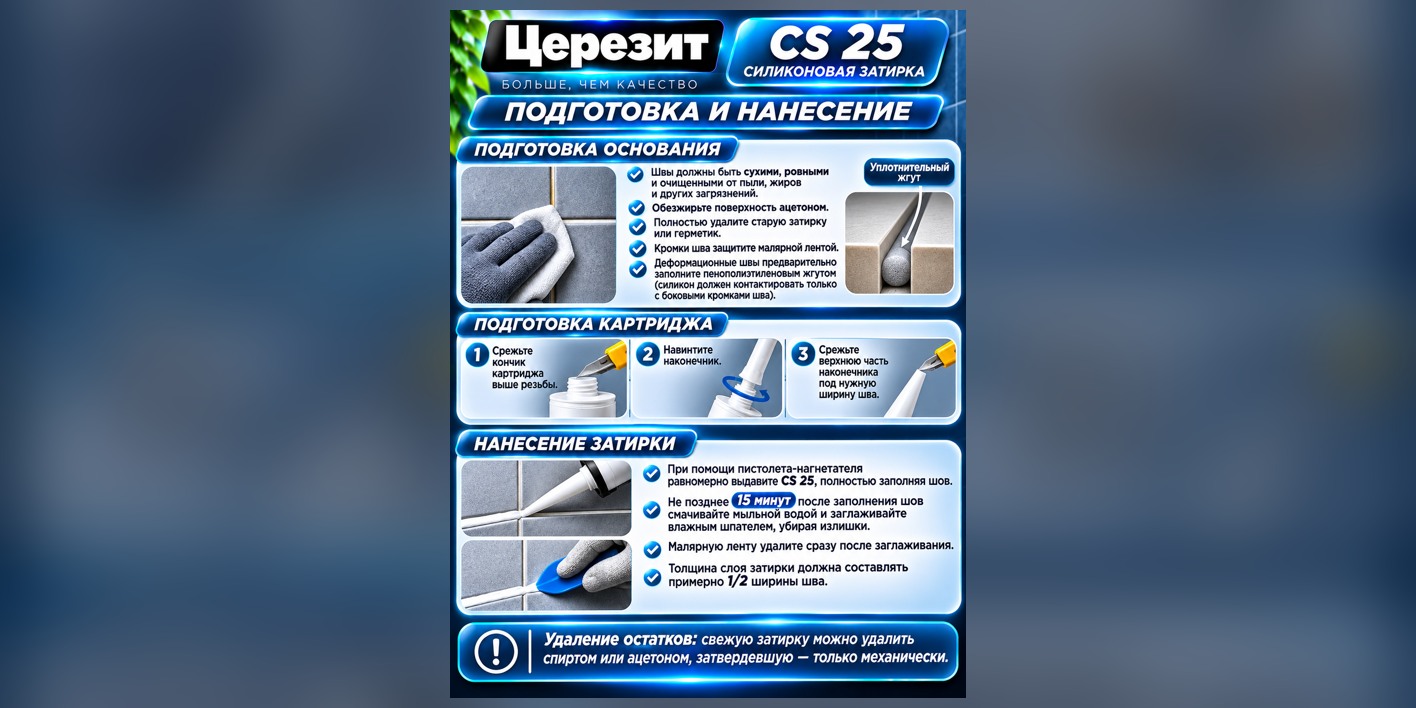 Церезит
БОЛЬШЕ, ЧЕМ КАЧЕСТВО
CS 25
СИЛИКОНОВАЯ ЗАТИРКА
ПОДГОТОВКА И НАНЕСЕНИЕ
ПОДГОТОВКА ОСНОВАНИЯ
Швы должны быть сухими, ровными
и очищенными от пыли, жиров
и других загрязнений.
Обезжирьте поверхность ацетоном.
Полностью удалите старую затирку
или герметик.
Кромки шва защитите малярной лентой.
Деформационные швы предварительно
заполните пенополиэтиленовым жгутом
(силикон должен контактировать только
с боковыми кромками шва).
Уплотнительный
жгут
ПОДГОТОВКА КАРТРИДЖА
1 Срежьте
кончик
картриджа
выше резьбы.
2 Навинтите
наконечник.
3 Срежьте
верхнюю часть
наконечника
под нужную
ширину шва.
НАНЕСЕНИЕ ЗАТИРКИ
При помощи пистолета-нагнетателя
равномерно выдавите CS 25, полностью заполняя шов.
Не позднее 15 минут после заполнения шов
смачивайте мыльной водой и заглаживайте
влажным шпателем, убирая излишки.
Малярную ленту удалите сразу после заглаживания.
Толщина слоя затирки должна составлять
примерно 1/2 ширины шва.
Удаление остатков: свежую затирку можно удалить
спиртом или ацетоном, затвердевшую — только механически.